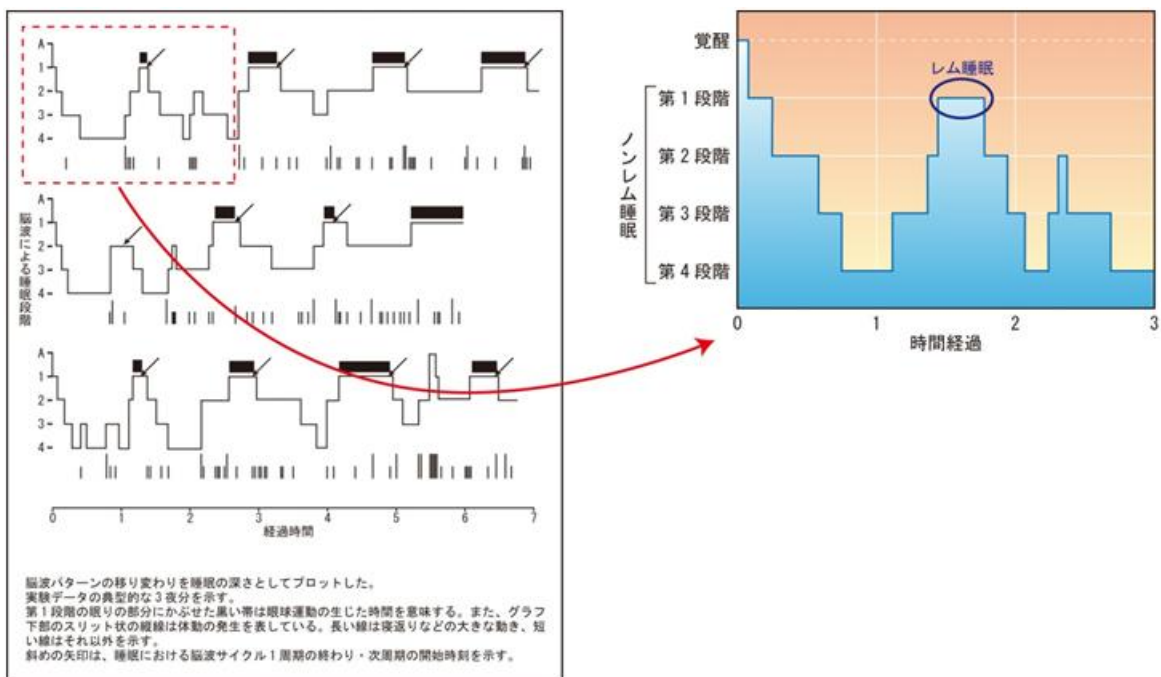 A
1
2
3
4
A
1
2
3
4
A
1
2
3
4
脳波による睡眠段階
0 1 2 3 4 5 6 7
経過時間
脳波パターンの移り変わりを睡眠の深さとしてプロットした。
実験データの典型的な3夜分を示す。
第1段階の眠りの部分にかぶせた黒い帯は眼球運動の生じた時間を意味する。また、グラフ
下部のスリット状の縦線は体動の発生を表している。長い線は寝返りなどの大きな動き、短
い線はそれ以外を示す。
斜めの矢印は、睡眠における脳波サイクル1周期の終わり・次周期の開始時刻を示す。
覚醒
レム睡眠
第1段階
第2段階
第3段階
第4段階
ノンレム睡眠
0 1 2 3
時間経過